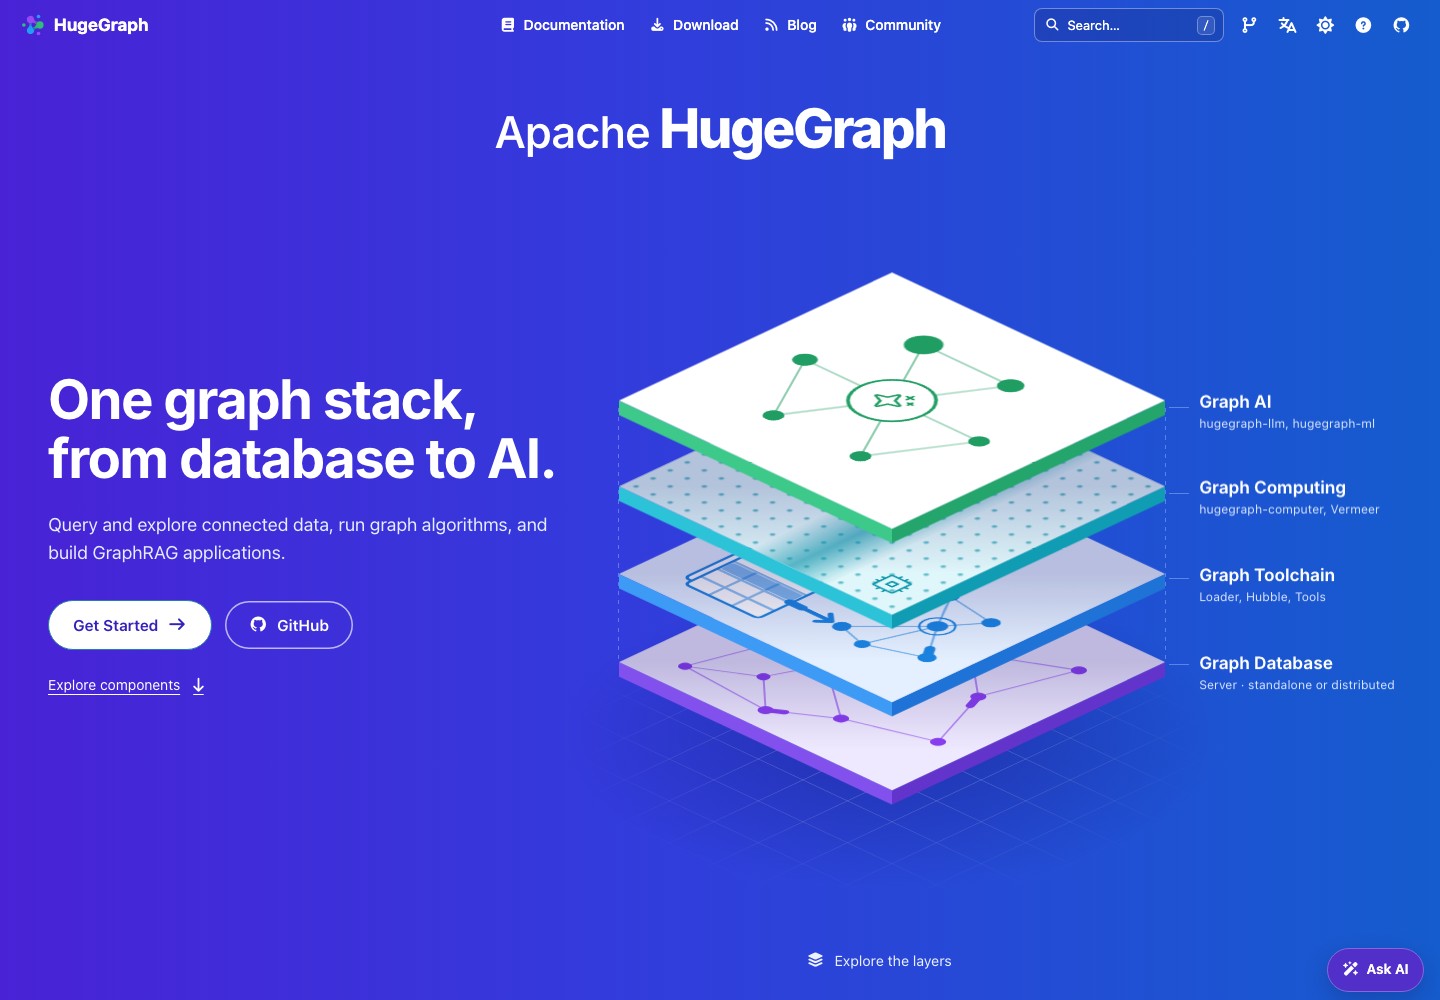 HugeGraph
Documentation
Download
Blog
Community
Search...
/
Apache HugeGraph
One graph stack,
from database to AI.
Query and explore connected data, run graph algorithms, and
build GraphRAG applications.
Get Started
GitHub
Explore components
Graph AI
hugegraph-llm, hugegraph-ml
Graph Computing
hugegraph-computer, Vermeer
Graph Toolchain
Loader, Hubble, Tools
Graph Database
Server · standalone or distributed
Explore the layers
Ask AI